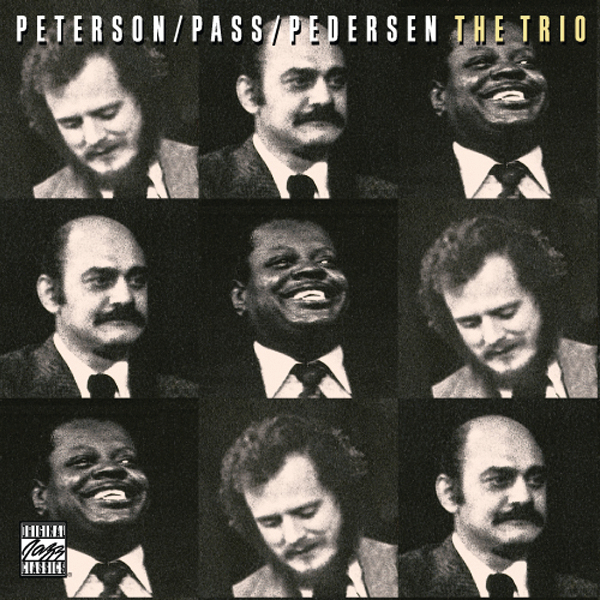 PETERSON/PASS/PEDERSEN THE TRIO
ORIGINAL
Jazz
CLASSICS